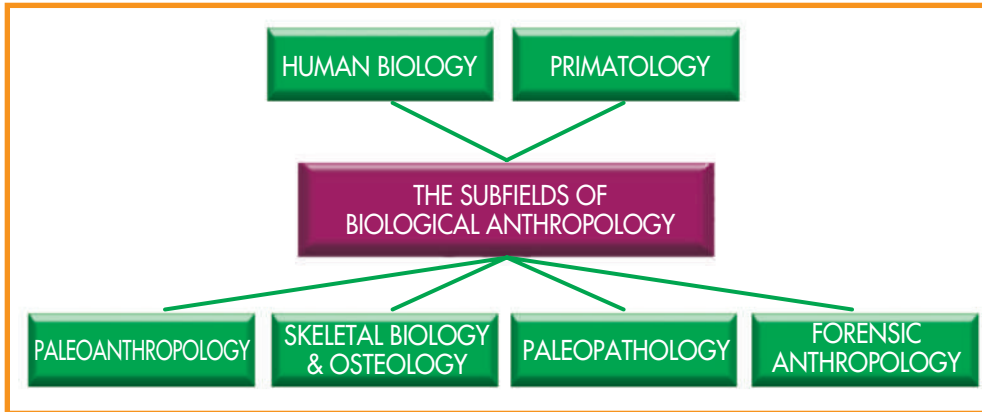 HUMAN BIOLOGY
PRIMATOLOGY
THE SUBFIELDS OF
BIOLOGICAL ANTHROPOLOGY
PALEOANTHROPOLOGY
SKELETAL BIOLOGY
& OSTEOLOGY
PALEOPATHOLOGY
FORENSIC
ANTHROPOLOGY